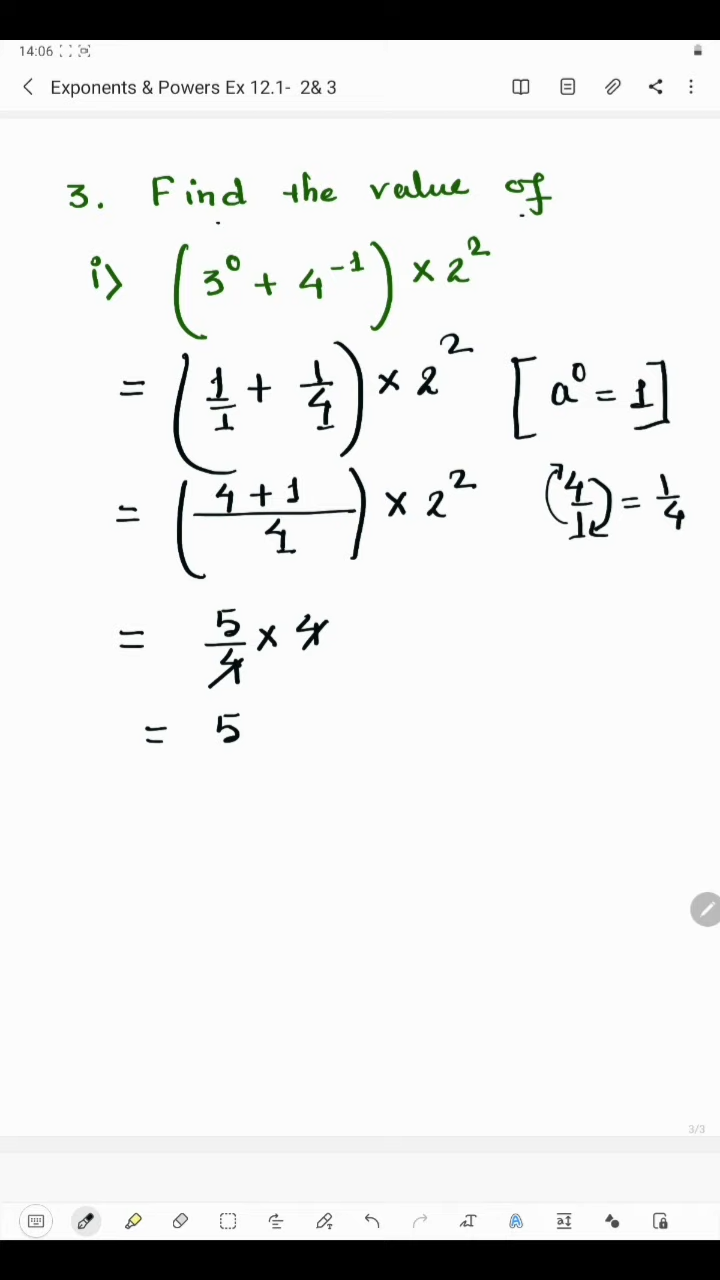 14:06
Exponents & Powers Ex 12.1- 2& 3
3. Find the value of
i) (3⁰ + 4⁻¹) × 2²
= (1/1 + 1/4) × 2² [a⁰ = 1]
= ((4 + 1)/4) × 2² (4/1) = 1/4
= 5/4 × 4
= 5
3/3